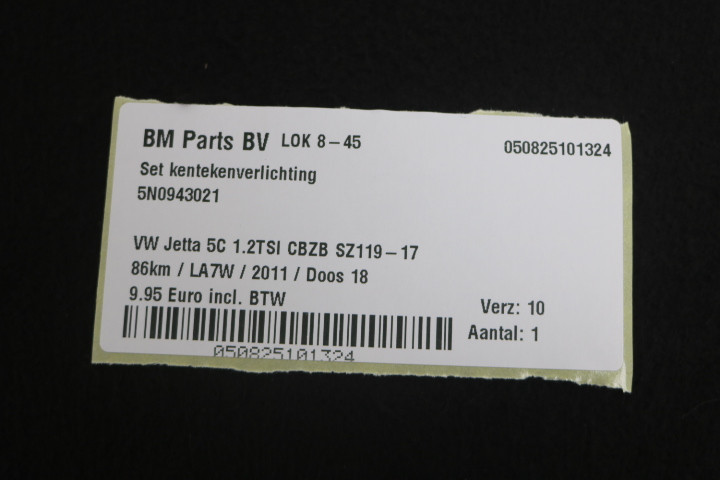 BM Parts BV LOK 8-45
050825101324
Set kentekenverlichting
5N0943021
VW Jetta 5C 1.2TSI CBZB SZ119-17
86km / LA7W / 2011 / Doos 18
9.95 Euro incl. BTW
Verz: 10
Aantal: 1
050825101324